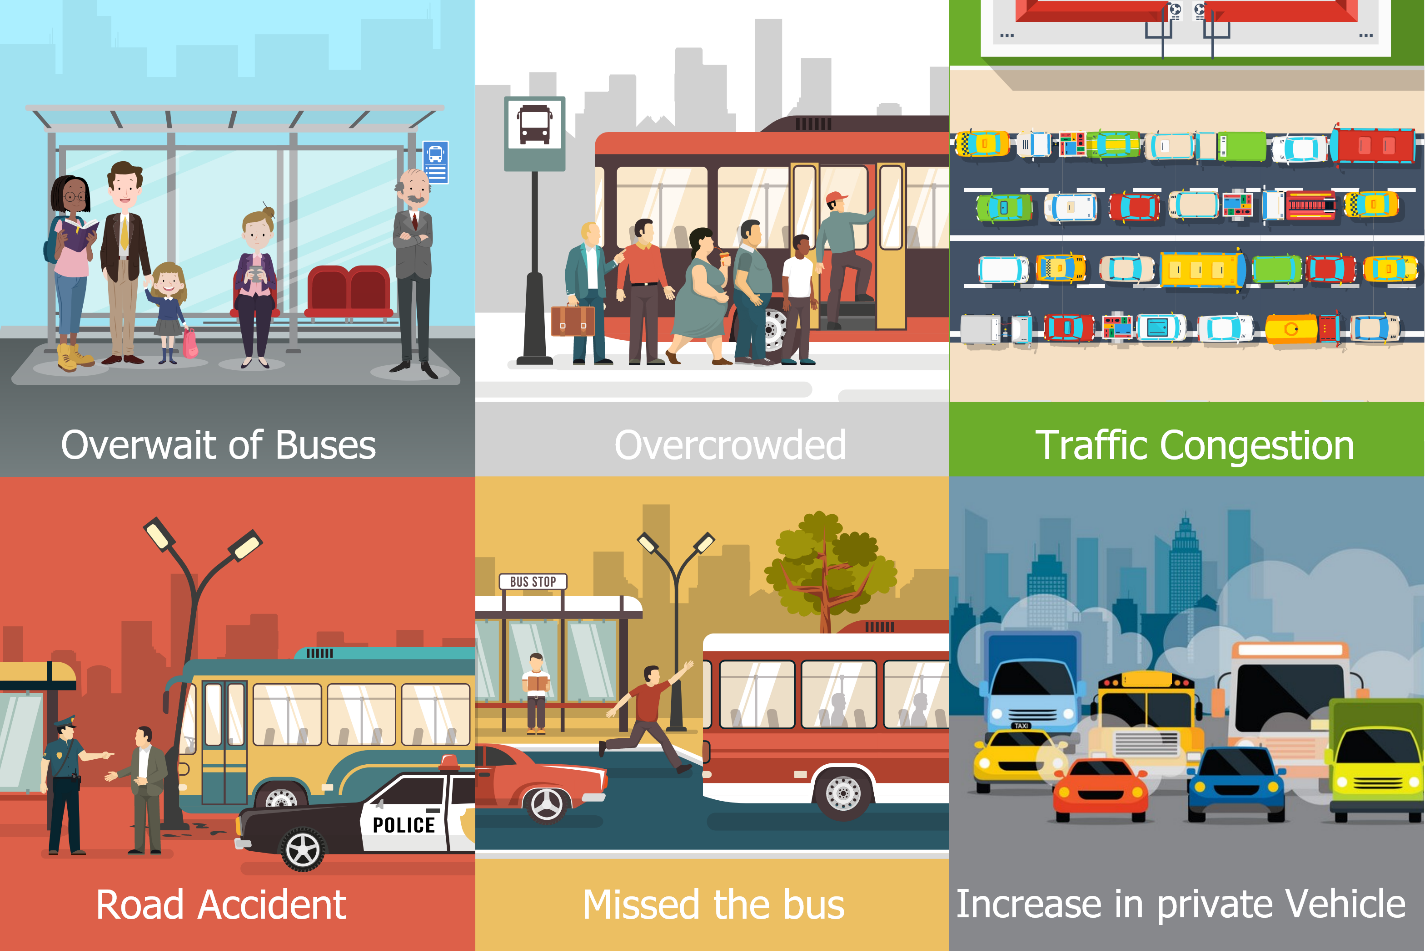 Overwait of Buses
Overcrowded
Traffic Congestion
POLICE
Road Accident
BUS STOP
Missed the bus
TAXI
Increase in private Vehicle